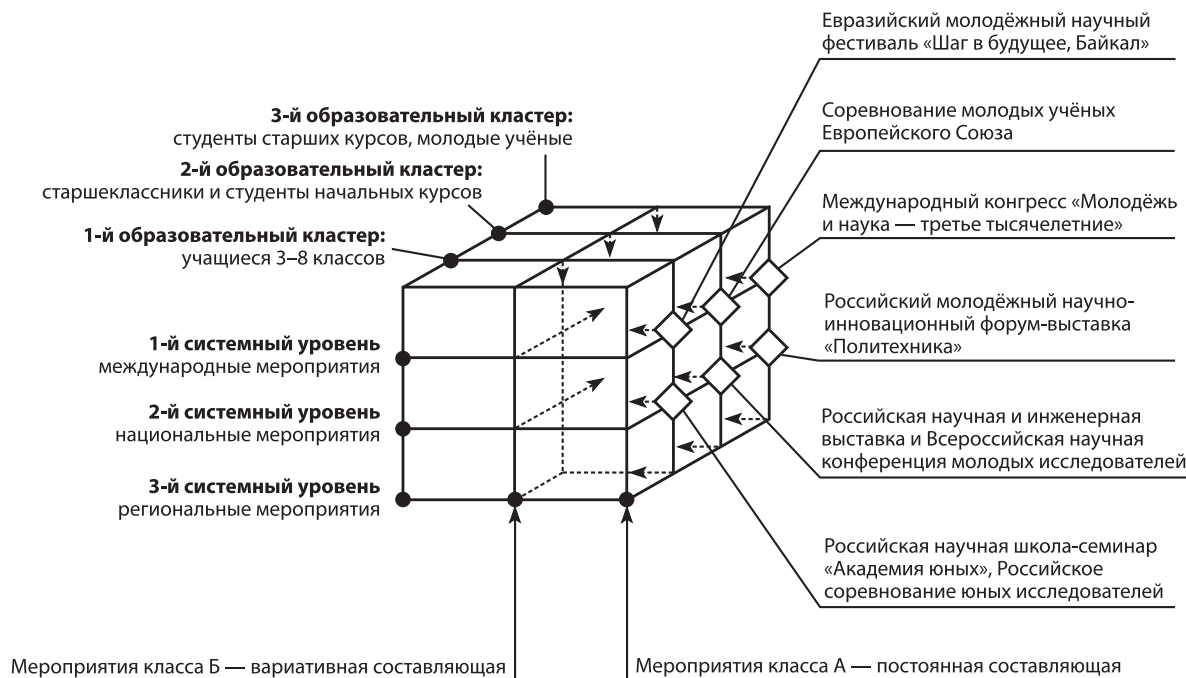 Евразийский молодёжный научный
фестиваль «Шаг в будущее, Байкал»
3-й образовательный кластер:
студенты старших курсов, молодые учёные
Соревнование молодых учёных
Европейского Союза
2-й образовательный кластер:
старшеклассники и студенты начальных курсов
Международный конгресс «Молодёжь
и наука — третье тысячелетие»
1-й образовательный кластер:
учащиеся 3–8 классов
Российский молодёжный научно-
инновационный форум-выставка
«Политехника»
1-й системный уровень
международные мероприятия
2-й системный уровень
национальные мероприятия
Российская научная и инженерная
выставка и Всероссийская научная
конференция молодых исследователей
3-й системный уровень
региональные мероприятия
Российская научная школа-семинар
«Академия юных», Российское
соревнование юных исследователей
Мероприятия класса Б — вариативная составляющая
Мероприятия класса А — постоянная составляющая